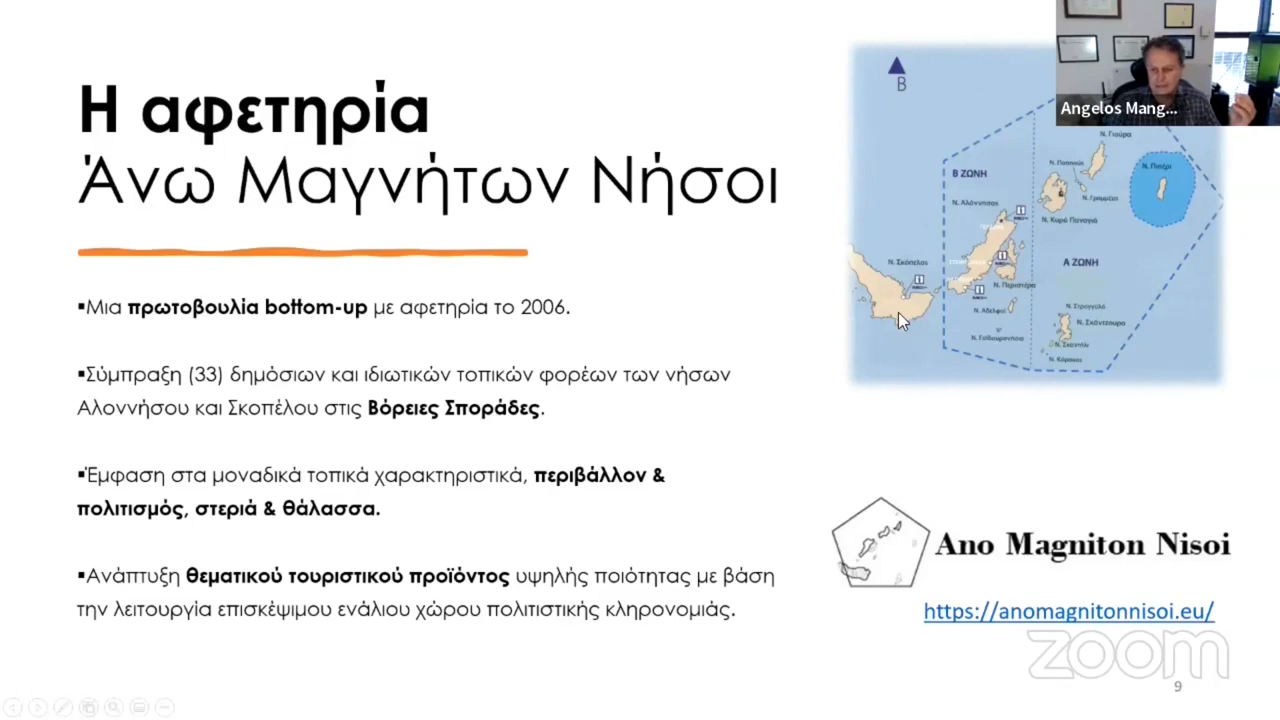 Η αφετηρία
Άνω Μαγνήτων Νήσοι
▪Μια πρωτοβουλία bottom-up με αφετηρία το 2006.
▪Σύμπραξη (33) δημόσιων και ιδιωτικών τοπικών φορέων των νήσων
Αλοννήσου και Σκοπέλου στις Βόρειες Σποράδες.
▪Έμφαση στα μοναδικά τοπικά χαρακτηριστικά, περιβάλλον &
πολιτισμός, στεριά & θάλασσα.
▪Ανάπτυξη θεματικού τουριστικού προϊόντος υψηλής ποιότητας με βάση
την λειτουργία επισκέψιμου ενάλιου χώρου πολιτιστικής κληρονομιάς.
Angelos Mang...
Β
Ν. Γιούρα
Ν. Πιπέρι
Β ΖΩΝΗ
Ν. Αλόννησος
Ν. Κυρά Παναγιά
Ν. Σκόπελος
Α ΖΩΝΗ
Ν. Περιστέρα
Ν. Αδελφοί
Ν. Σκάντζουρα
Ano Magniton Nisoi
https://anomagnitonnisoi.eu/
zoom
9